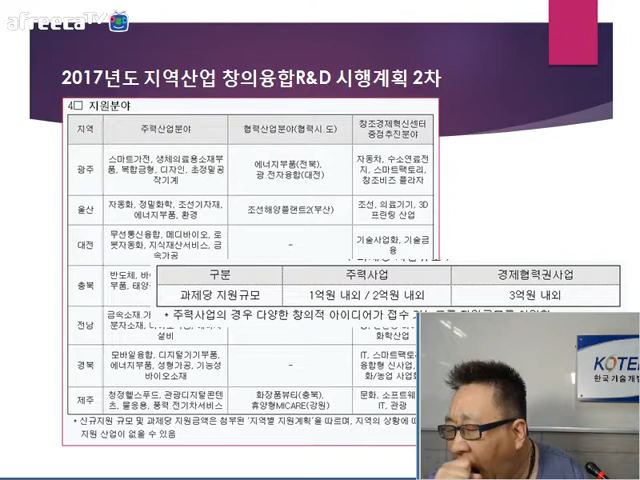 afreecaTV
2017년도 지역산업 창의융합R&D 시행계획 2차
4□ 지원분야
지역 주력산업분야 협력산업분야(협력시.도) 창조경제혁신센터
중점추진분야
광주 스마트가전, 생체의료용소재부
품, 복합금형, 디자인, 초정밀공
작기계 에너지부품(전북),
광.전자융합(대전) 자동차, 수소연료전
지, 스마트팩토리,
창조비즈 플라자
울산 자동화, 정밀화학, 조선기자재,
에너지부품, 환경 조선해양플랜트2(부산) 조선, 의료기기, 3D
프린팅 산업
대전 무선통신융합, 메디바이오, 로
봇자동화, 지식재산서비스, 금
속가공 - 기술사업화, 기술금
융
충북 반도체,
부품, 태양
구분 주력사업 경제협력권사업
과제당 지원규모 1억원 내외 / 2억원 내외 3억원 내외
* 주력사업의 경우 다양한 창의적 아이디어가 접수
전남 금속소재,
분자소재,
설비
화학산업
경북 모바일융합, 디지털기기부품,
에너지부품, 성형가공, 기능성
바이오소재 - IT, 스마트팩토
융합형 신사업,
화/농업 사업화
제주 청정헬스푸드, 관광디지털콘텐
츠, 물응용, 풍력.전기차서비스 화장품뷰티(충북),
휴양형MICARE(강원) 문화, 소프트웨
IT, 관광
* 신규지원 규모 및 과제당 지원금액은 첨부된 '지역별 지원계획'을 따르며, 지역의 상황에 따
지원 산업이 없을 수 있음
KOTE
한국기술개발